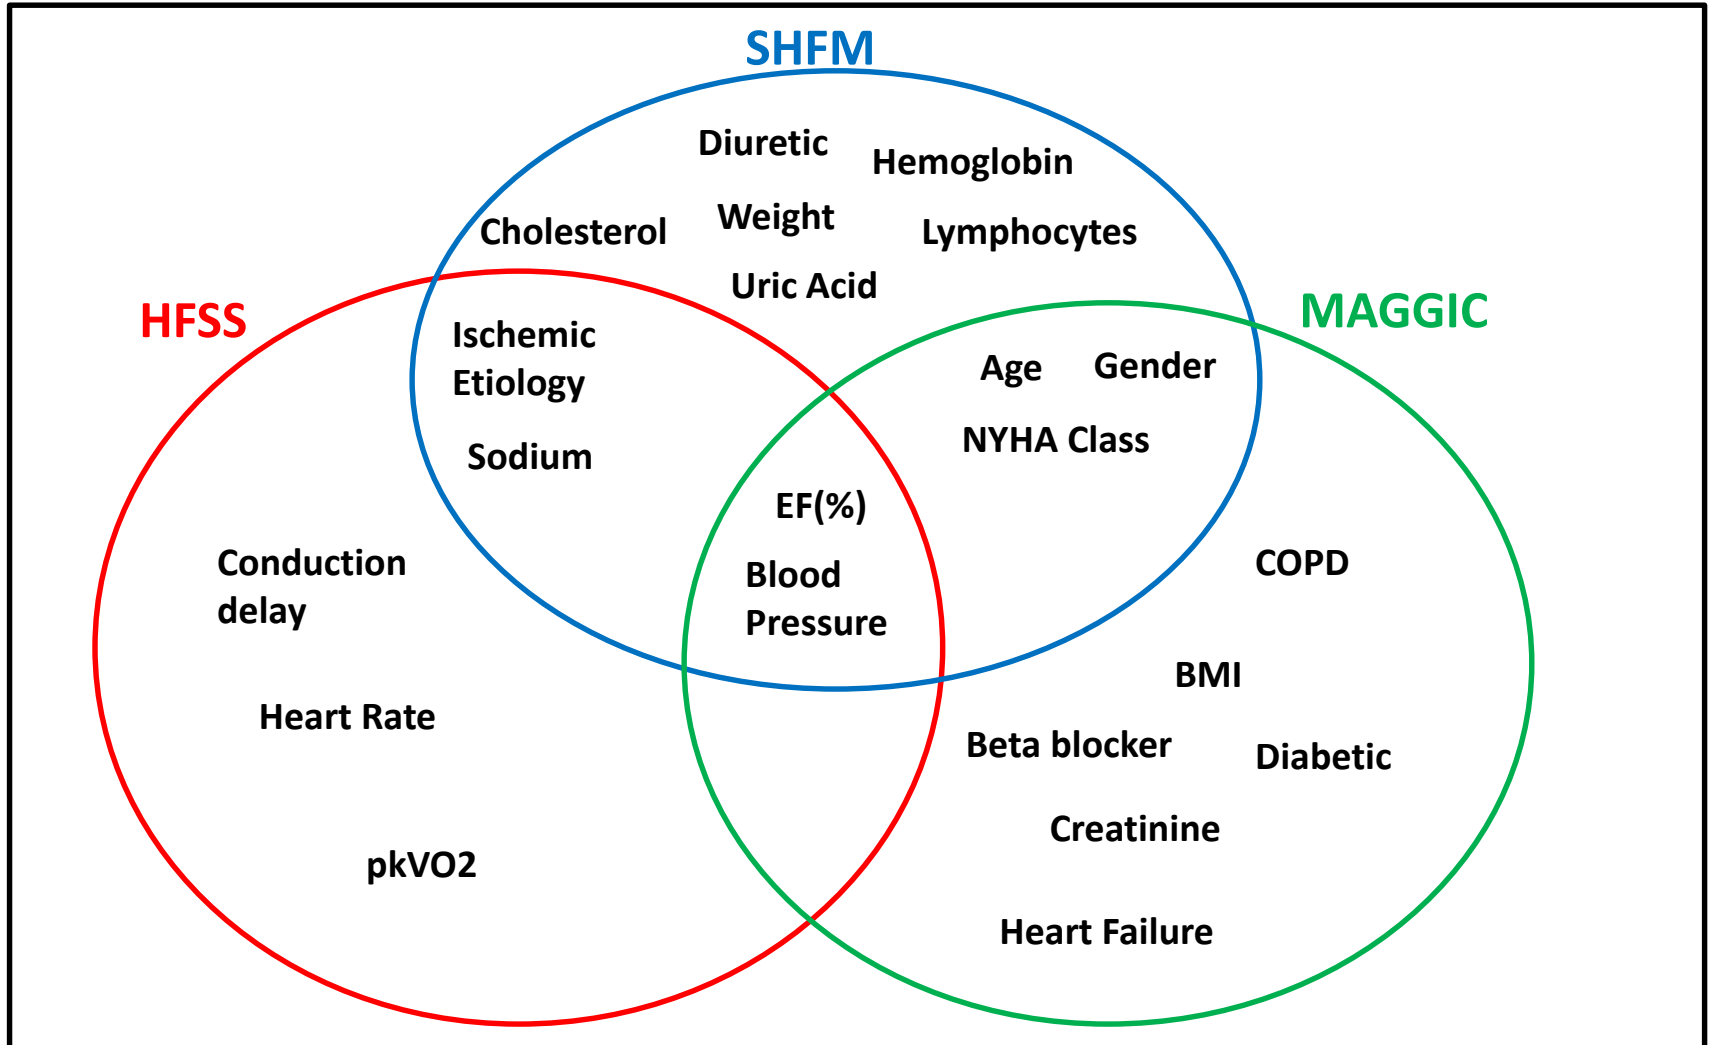 SHFM
Diuretic
Hemoglobin
Weight
Cholesterol
Lymphocytes
Uric Acid
HFSS
MAGGIC
Ischemic
Etiology
Age
Gender
NYHA Class
Sodium
EF(%)
Blood
Pressure
Conduction
delay
COPD
BMI
Heart Rate
Beta blocker
Diabetic
Creatinine
pkVO2
Heart Failure